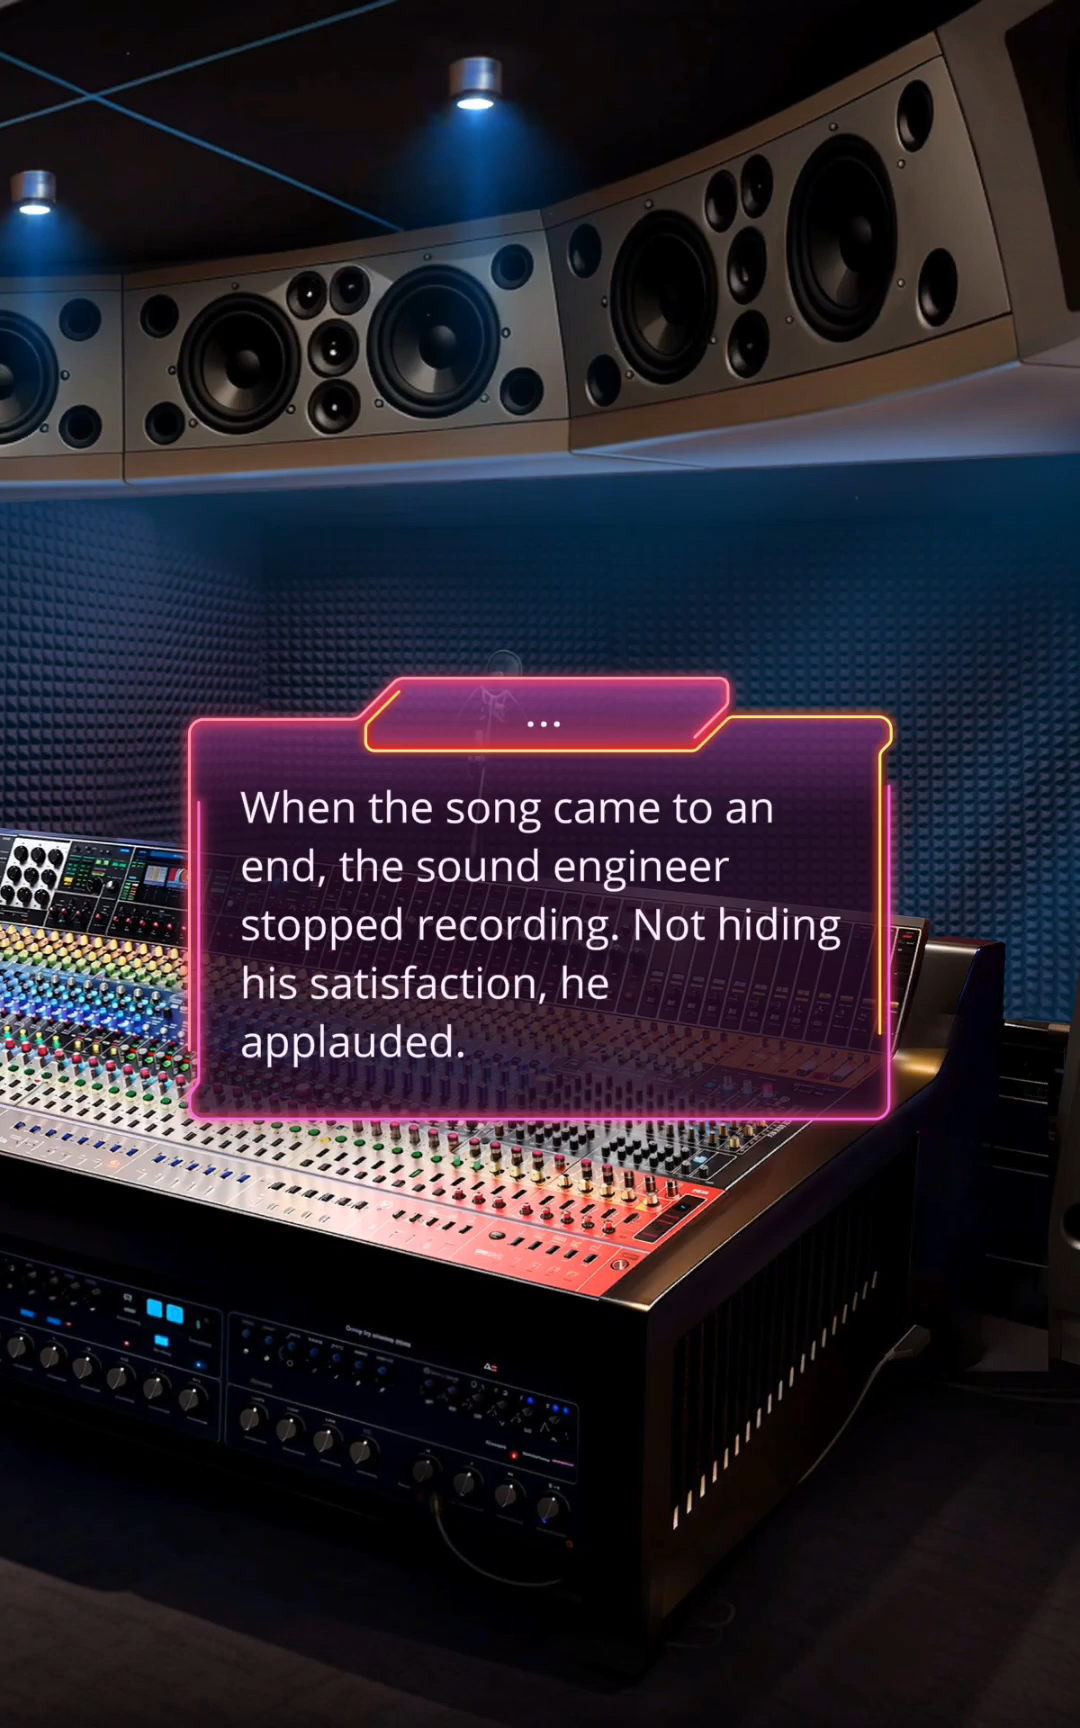 ...
When the song came to an
end, the sound engineer
stopped recording. Not hiding
his satisfaction, he
applauded.